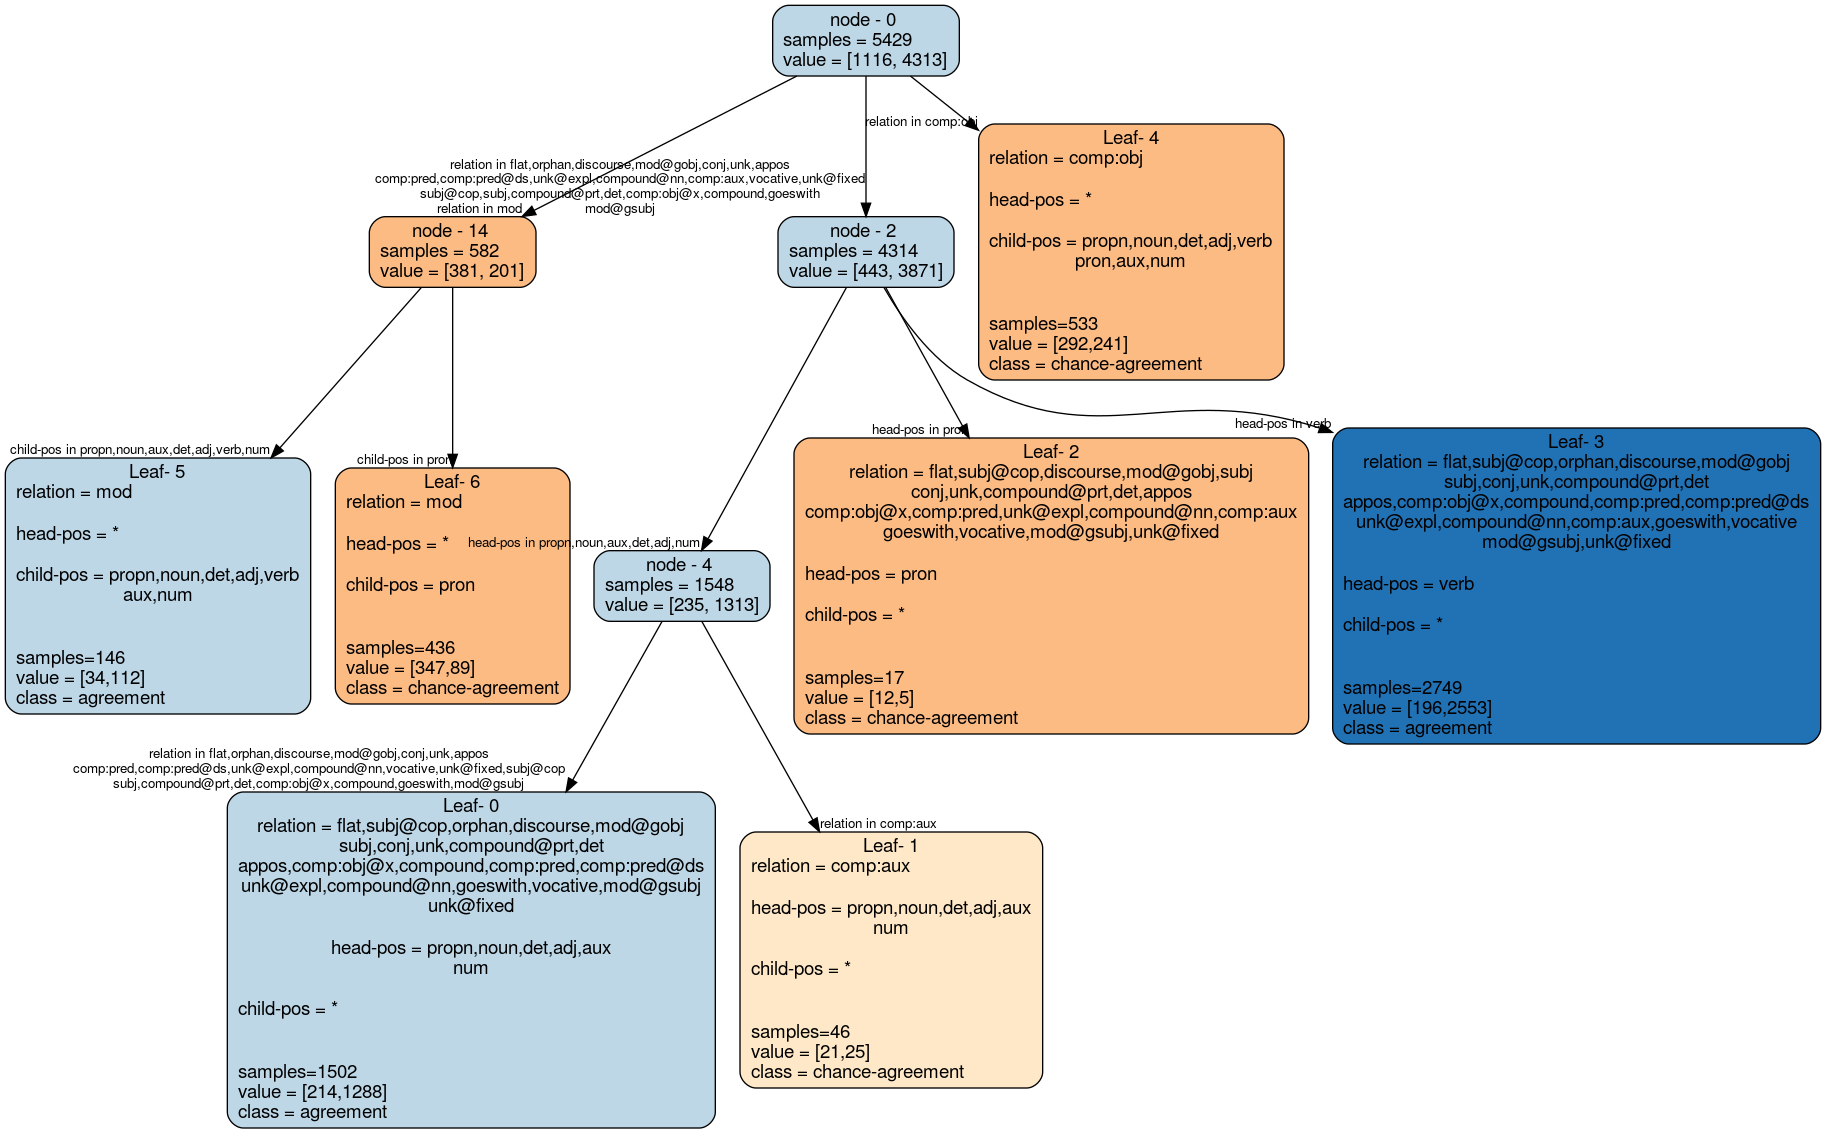 node - 0
samples = 5429
value = [1116, 4313]
relation in comp:obj
Leaf- 4
relation = comp:obj
head-pos = *
child-pos = propn,noun,det,adj,verb
pron,aux,num
samples=533
value = [292,241]
class = chance-agreement
relation in flat,orphan,discourse,mod@gobj,conj,unk,appos
comp:pred,comp:pred@ds,unk@expl,compound@nn,comp:aux,vocative,unk@fixed
subj@cop,subj,compound@prt,det,comp:obj@x,compound,goeswith
mod@gsubj
relation in mod
node - 14
samples = 582
value = [381, 201]
node - 2
samples = 4314
value = [443, 3871]
child-pos in propn,noun,aux,det,adj,verb,num
Leaf- 5
relation = mod
head-pos = *
child-pos = propn,noun,det,adj,verb
aux,num
samples=146
value = [34,112]
class = agreement
child-pos in pron
Leaf- 6
relation = mod
head-pos = *
child-pos = pron
samples=436
value = [347,89]
class = chance-agreement
head-pos in propn,noun,aux,det,adj,num
node - 4
samples = 1548
value = [235, 1313]
head-pos in pron
Leaf- 2
relation = flat,subj@cop,discourse,mod@gobj,subj
conj,unk,compound@prt,det,appos
comp:obj@x,comp:pred,unk@expl,compound@nn,comp:aux
goeswith,vocative,mod@gsubj,unk@fixed
head-pos = pron
child-pos = *
samples=17
value = [12,5]
class = chance-agreement
head-pos in verb
Leaf- 3
relation = flat,subj@cop,orphan,discourse,mod@gobj
subj,conj,unk,compound@prt,det
appos,comp:obj@x,compound,comp:pred,comp:pred@ds
unk@expl,compound@nn,comp:aux,goeswith,vocative
mod@gsubj,unk@fixed
head-pos = verb
child-pos = *
samples=2749
value = [196,2553]
class = agreement
relation in flat,orphan,discourse,mod@gobj,conj,unk,appos
comp:pred,comp:pred@ds,unk@expl,compound@nn,vocative,unk@fixed,subj@cop
subj,compound@prt,det,comp:obj@x,compound,goeswith,mod@gsubj
Leaf- 0
relation = flat,subj@cop,orphan,discourse,mod@gobj
subj,conj,unk,compound@prt,det
appos,comp:obj@x,compound,comp:pred,comp:pred@ds
unk@expl,compound@nn,goeswith,vocative,mod@gsubj
unk@fixed
head-pos = propn,noun,det,adj,aux
num
child-pos = *
samples=1502
value = [214,1288]
class = agreement
relation in comp:aux
Leaf- 1
relation = comp:aux
head-pos = propn,noun,det,adj,aux
num
child-pos = *
samples=46
value = [21,25]
class = chance-agreement